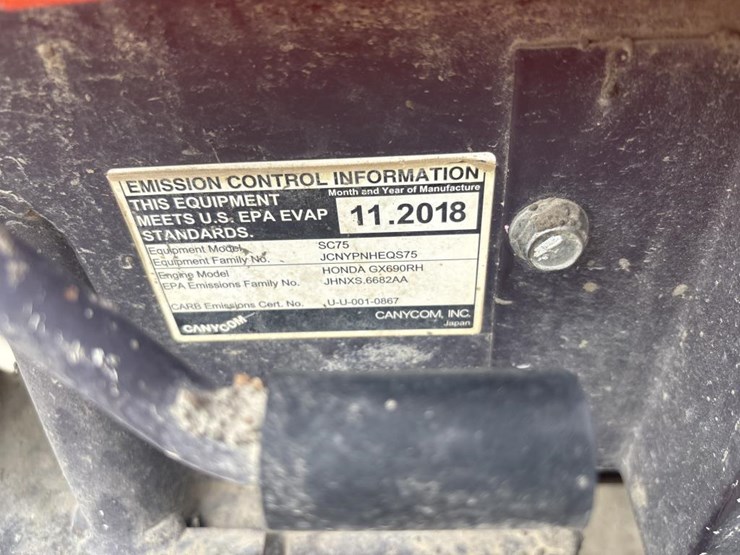 EMISSION CONTROL INFORMATION
THIS EQUIPMENT
MEETS U.S. EPA EVAP
STANDARDS.
Month and Year of Manufacture
11.2018
Equipment Model SC75
Equipment Family No. JCNYPNHEQS75
Engine Model HONDA GX690RH
EPA Emissions Family No. JHNXS.6682AA
CARB Emissions Cert. No. U-U-001-0867
CANYCOM CANYCOM, INC.
Japan